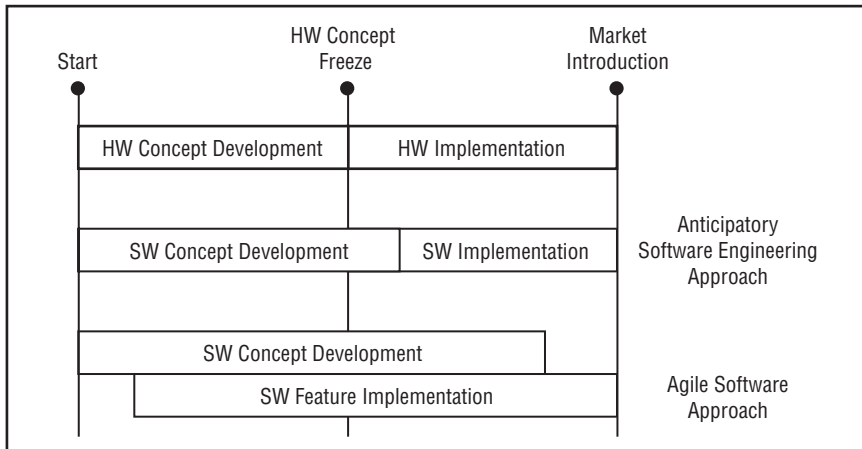 Start
HW Concept
Freeze
Market
Introduction
HW Concept Development
HW Implementation
SW Concept Development
SW Implementation
Anticipatory
Software Engineering
Approach
SW Concept Development
SW Feature Implementation
Agile Software
Approach